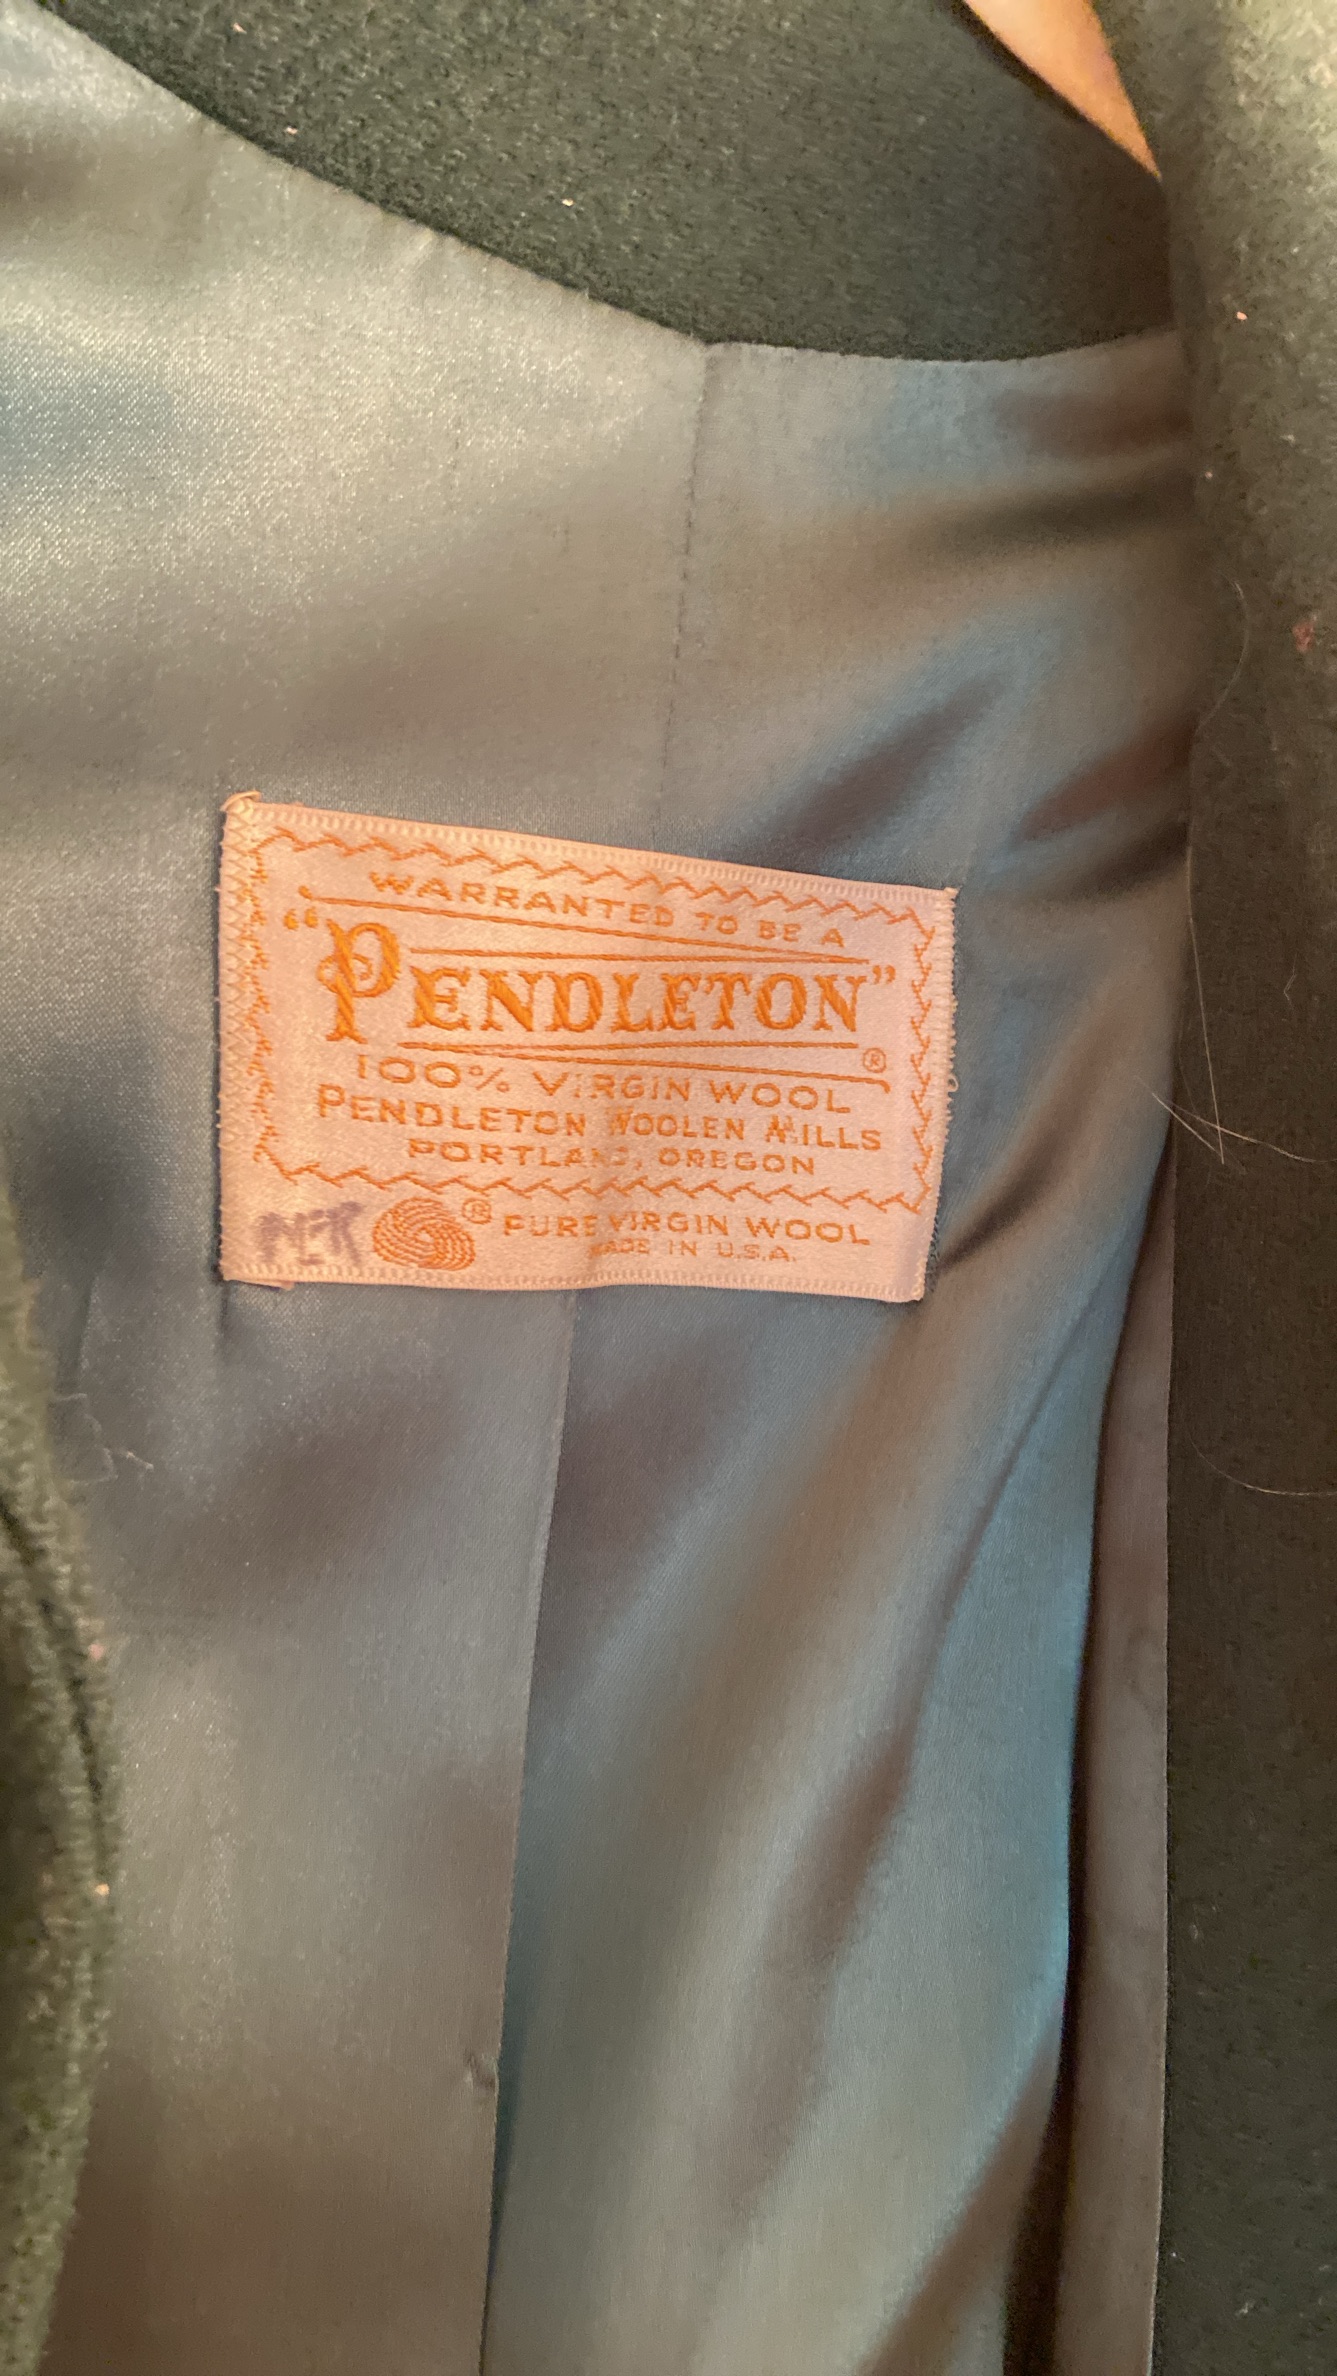 WARRANTED TO BE A
"PENDLETON"
®
100% VIRGIN WOOL
PENDLETON WOOLEN MILLS
PORTLAND, OREGON
® PURE VIRGIN WOOL
MADE IN U.S.A.